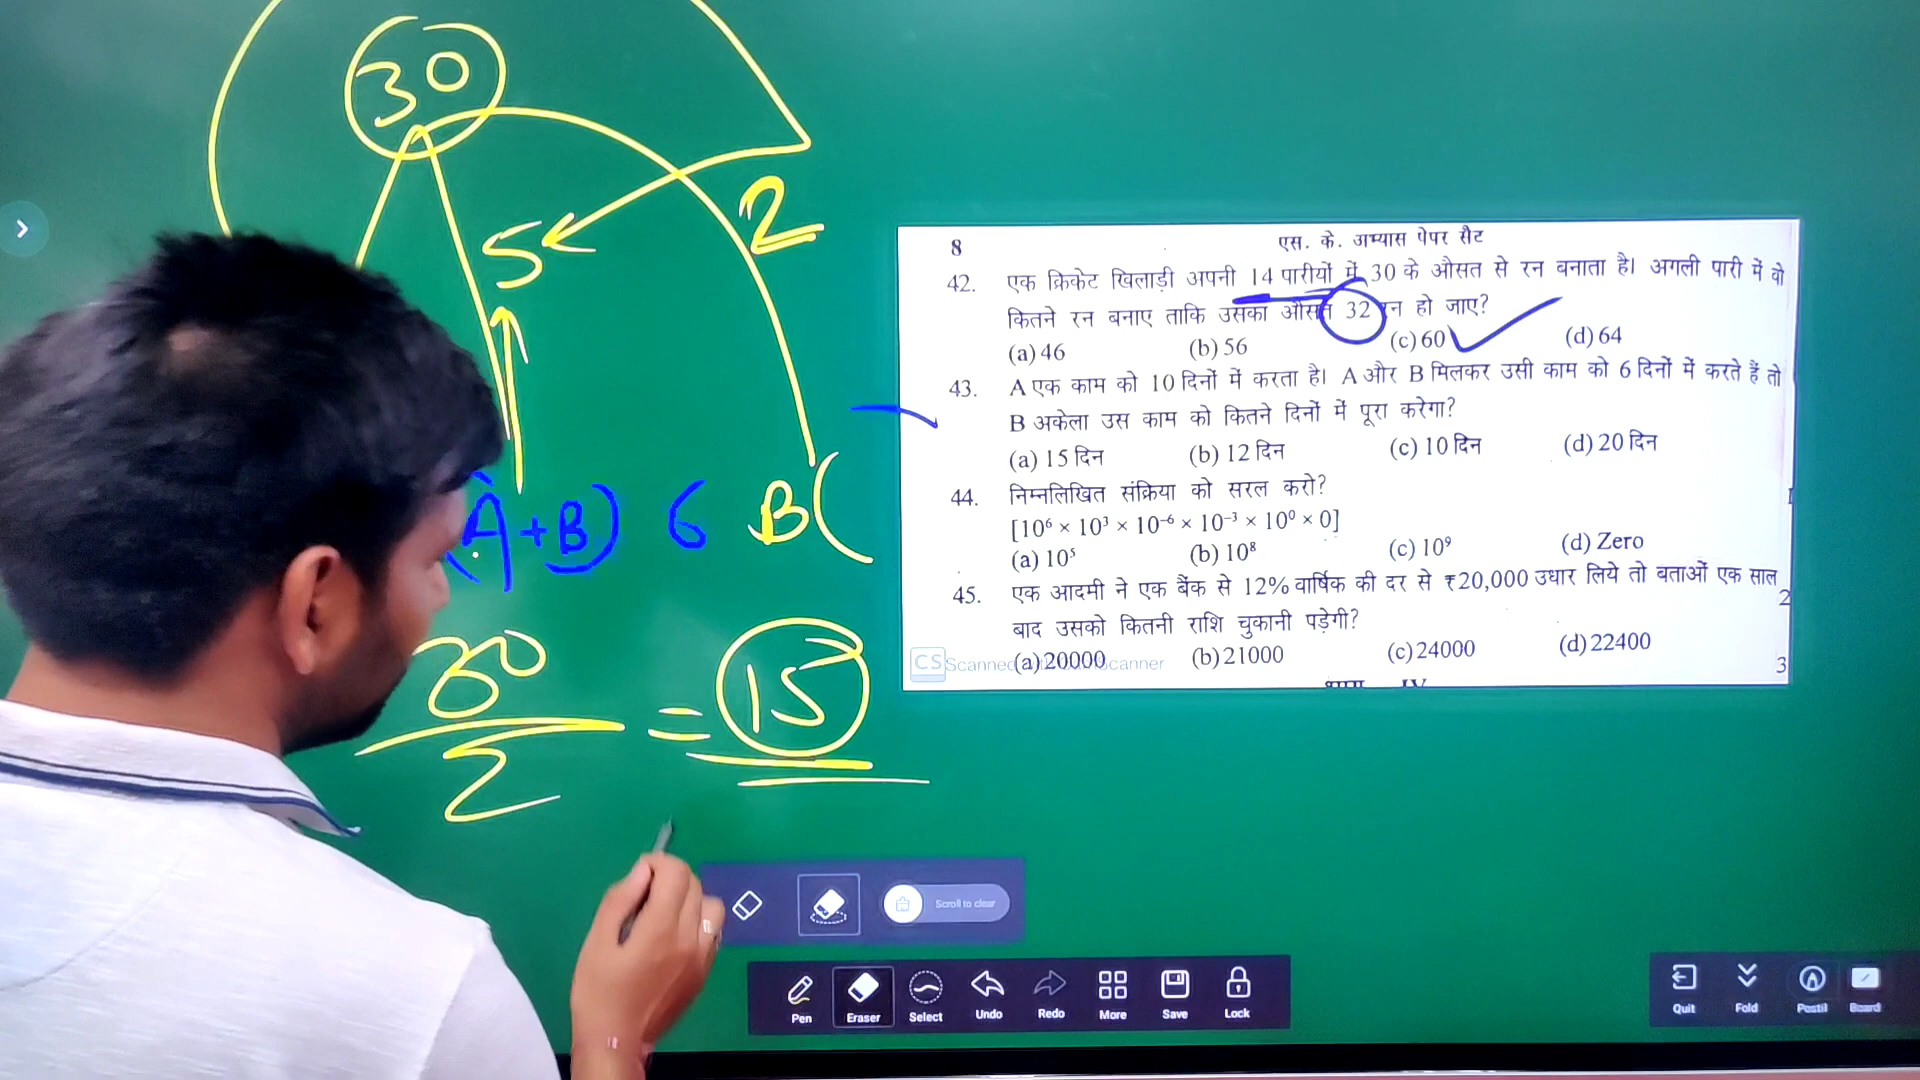 30
5
2
(A+B) 6 B(
30
2
= 15
8 एस. के. अभ्यास पेपर सैट
42. एक क्रिकेट खिलाड़ी अपनी 14 पारीयों में 30 के औसत से रन बनाता है। अगली पारी में वो
कितने रन बनाए ताकि उसका औसत 32 रन हो जाए?
(a) 46 (b) 56 (c) 60 (d) 64
43. A एक काम को 10 दिनों में करता है। A और B मिलकर उसी काम को 6 दिनों में करते हैं तो
B अकेला उस काम को कितने दिनों में पूरा करेगा?
(a) 15 दिन (b) 12 दिन (c) 10 दिन (d) 20 दिन
44. निम्नलिखित संक्रिया को सरल करो?
[10⁶ × 10³ × 10⁻⁶ × 10⁻³ × 10⁰ × 0]
(a) 10⁵ (b) 10⁸ (c) 10⁹ (d) Zero
45. एक आदमी ने एक बैंक से 12% वार्षिक की दर से ₹20,000 उधार लिये तो बताओं एक साल
2
बाद उसको कितनी राशि चुकानी पड़ेगी?
(a) 20000 (b) 21000 (c) 24000 (d) 22400
CS Scanned
3
Scroll to clear
Pen Eraser Select Undo Redo More Save Lock
Quit Fold Postil Board